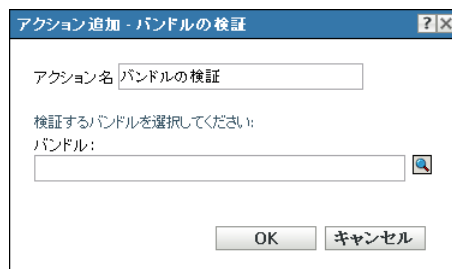 アクション追加 - バンドルの検証
アクション名 バンドルの検証
検証するバンドルを選択してください:
バンドル:
OK キャンセル